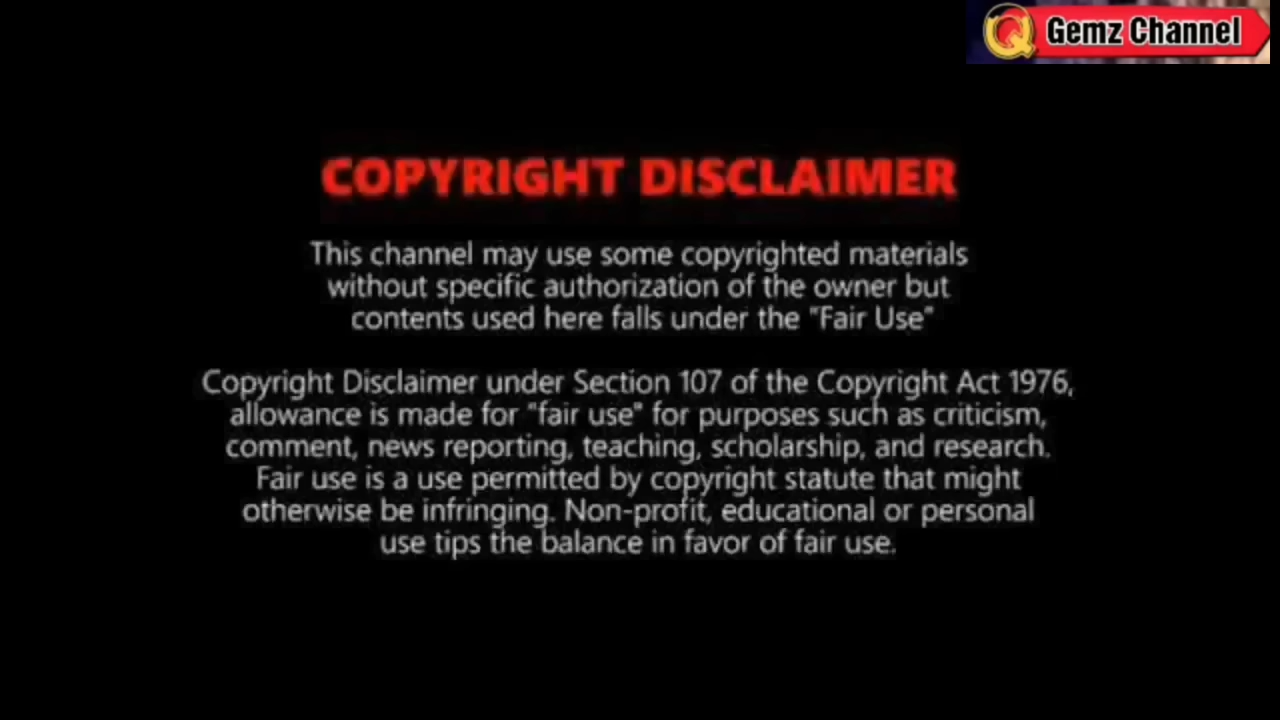 Gemz Channel
COPYRIGHT DISCLAIMER
This channel may use some copyrighted materials
without specific authorization of the owner but
contents used here falls under the "Fair Use"
Copyright Disclaimer under Section 107 of the Copyright Act 1976,
allowance is made for "fair use" for purposes such as criticism,
comment, news reporting, teaching, scholarship, and research.
Fair use is a use permitted by copyright statute that might
otherwise be infringing. Non-profit, educational or personal
use tips the balance in favor of fair use.